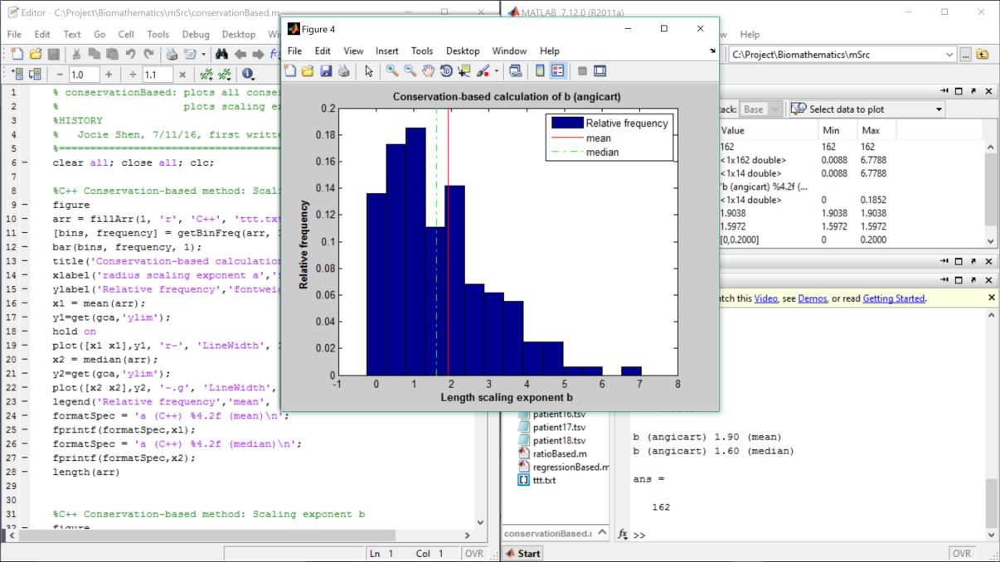 Editor - C:\Project\Biomathematics\mSrc\conservationBased.m
File Edit Text Go Cell Tools Debug Desktop Wi
1.0 1.1
1 % conservationBased: plots all conse
2 % plots scaling ex
3 %HISTORY
4 % Jocie Shen, 7/11/16, first writte
5 %=====================================
6 clear all; close all; clc;
7
8 %C++ Conservation-based method: Scali
9 figure
10 arr = fillArr(1, 'r', 'C++', 'ttt.txt
11 [bins, frequency] = getBinFreq(arr,
12 bar(bins, frequency, 1);
13 title('Conservation-based calculation
14 xlabel('radius scaling exponent a','
15 ylabel('Relative frequency','fontweig
16 x1 = mean(arr);
17 y1=get(gca,'ylim');
18 hold on
19 plot([x1 x1],y1, 'r-', 'LineWidth',
20 x2 = median(arr);
21 y2=get(gca,'ylim');
22 plot([x2 x2],y2, '-.g', 'LineWidth',
23 legend('Relative frequency','mean',
24 formatSpec = 'a (C++) %4.2f (mean)\n';
25 fprintf(formatSpec,x1);
26 formatSpec = 'a (C++) %4.2f (median)\n';
27 fprintf(formatSpec,x2);
28 length(arr)
29
30
31 %C++ Conservation-based method: Scaling exponent b
32 figure
Ln 1 Col 1 OVR
Figure 4
File Edit View Insert Tools Desktop Window Help
Conservation-based calculation of b (angicart)
Relative frequency
mean
median
0.2
0.18
0.16
0.14
0.12
0.1
0.08
0.06
0.04
0.02
0
Relative frequency
-1 0 1 2 3 4 5 6 7 8
Length scaling exponent b
MATLAB 7.12.0 (R2011a)
w Help
C:\Project\Biomathematics\mSrc
...
ack: Base Select data to plot
Value Min Max
162 162 162
<1x162 double> 0.0088 6.7788
<1x14 double> 0.0088 6.7788
'b (angicart) %4.2f (...
<1x14 double> 0 0.1852
1.9038 1.9038 1.9038
1.5972 1.5972 1.5972
[0,0.2000] 0 0.2000
atch this Video, see Demos, or read Getting Started.
patient16.tsv
patient17.tsv
patient18.tsv
ratioBased.m
regressionBased.m
ttt.txt
conservationBased.r
b (angicart) 1.90 (mean)
b (angicart) 1.60 (median)
ans =
162
fx >>
Start
OVR